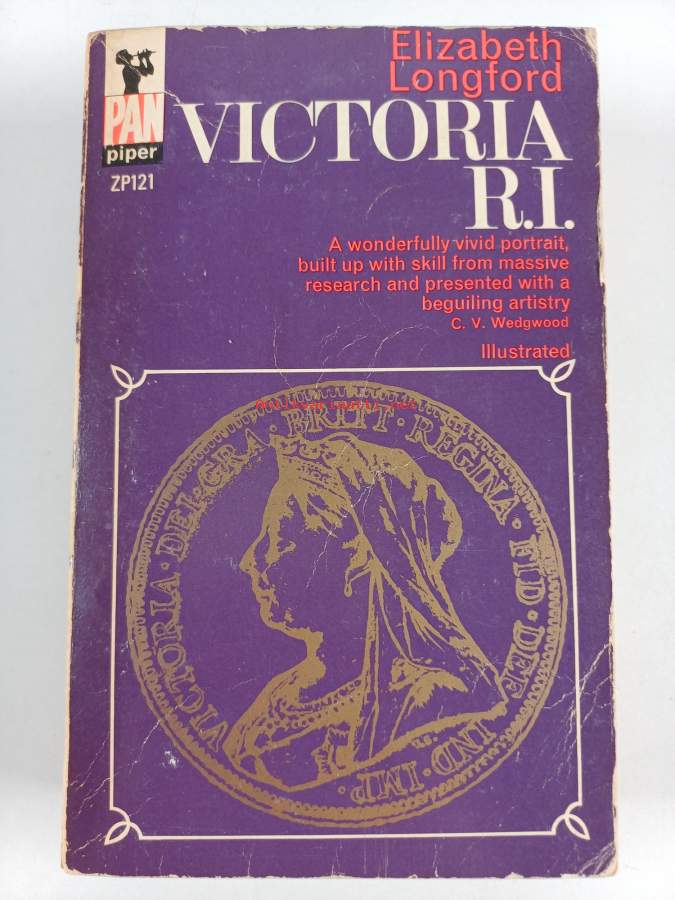 Elizabeth
Longford
PAN
piper
ZP121
VICTORIA
R.I.
A wonderfully vivid portrait,
built up with skill from massive
research and presented with a
beguiling artistry
C. V. Wedgwood
Illustrated
VICTORIA·DEI·GRA·BRITT·REGINA·FID·DEF·IND·IMP·